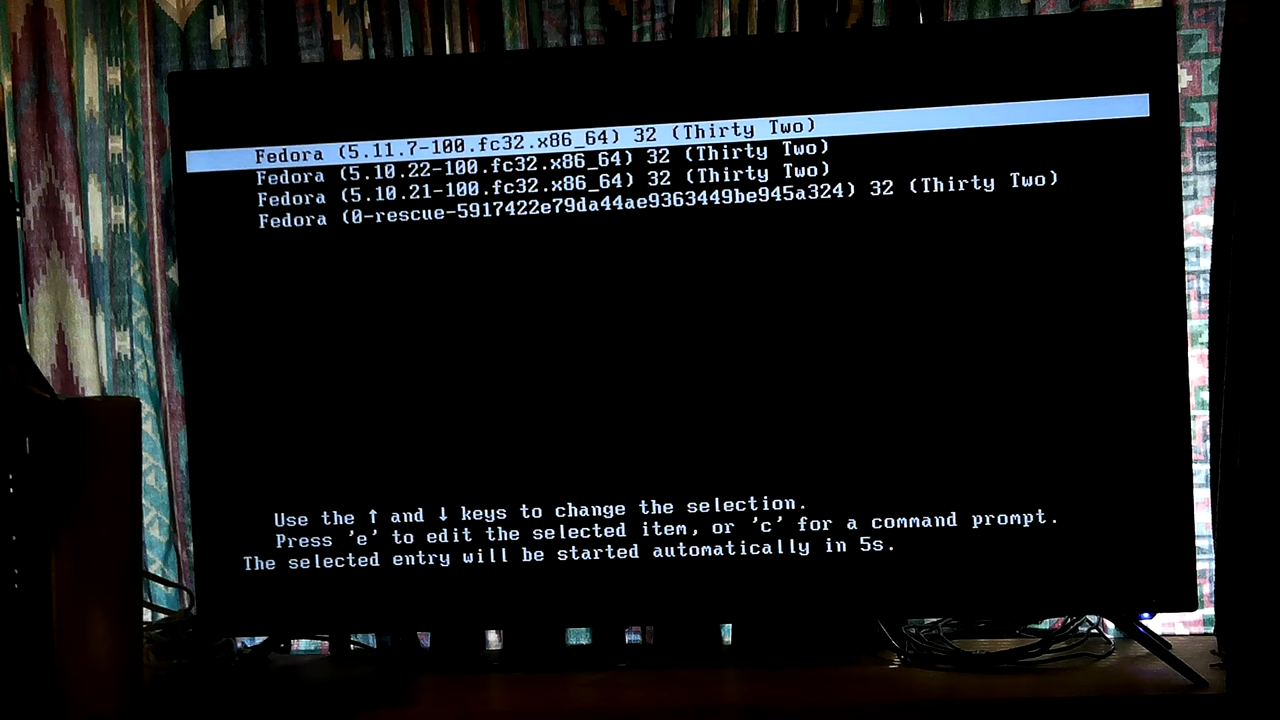 Fedora (5.11.7-100.fc32.x86_64) 32 (Thirty Two)
Fedora (5.10.22-100.fc32.x86_64) 32 (Thirty Two)
Fedora (5.10.21-100.fc32.x86_64) 32 (Thirty Two)
Fedora (0-rescue-5917422e79da44ae9363449be945a324) 32 (Thirty Two)
Use the ↑ and ↓ keys to change the selection.
Press 'e' to edit the selected item, or 'c' for a command prompt.
The selected entry will be started automatically in 5s.